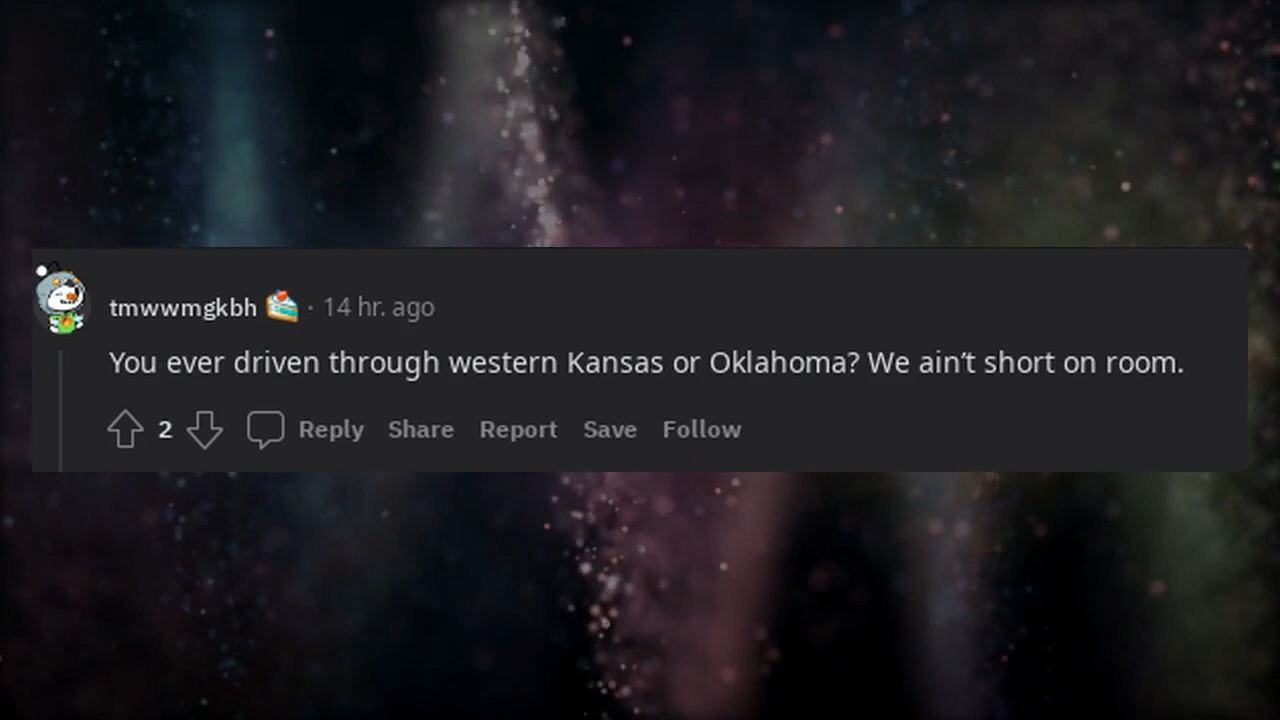 tmwwmgkbh 🍰 · 14 hr. ago
You ever driven through western Kansas or Oklahoma? We ain’t short on room.
2 Reply Share Report Save Follow